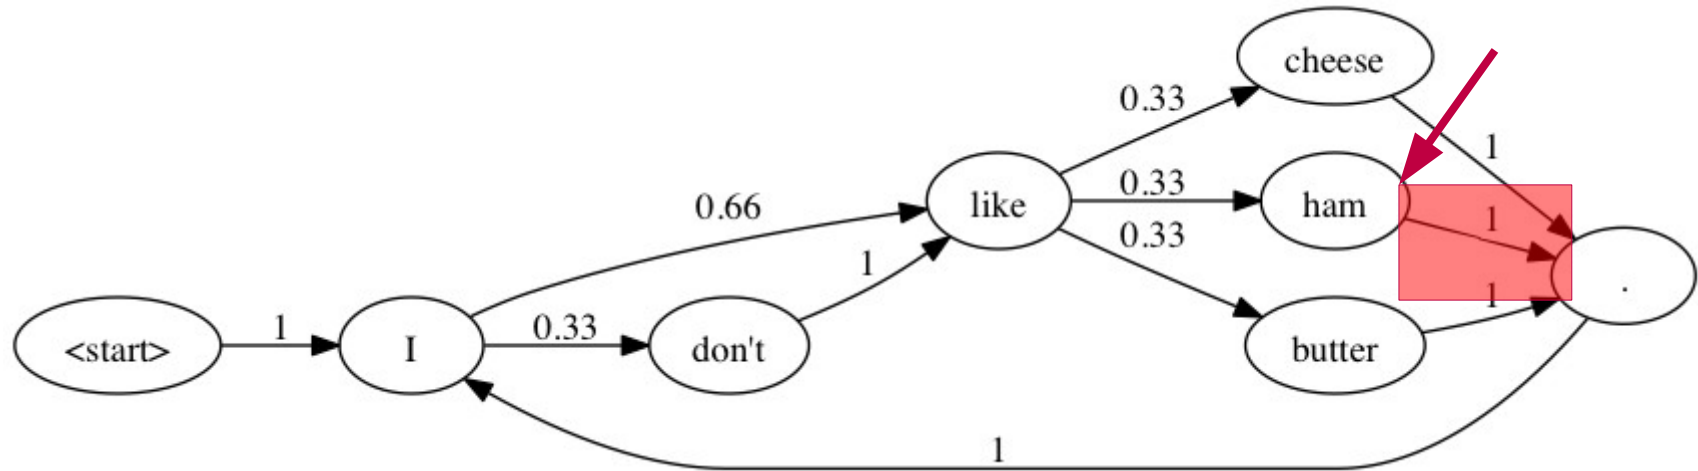 cheese
0.33
1
0.66
like
0.33
ham
1
0.33
1
1
.
<start>
1
I
0.33
don't
butter
1